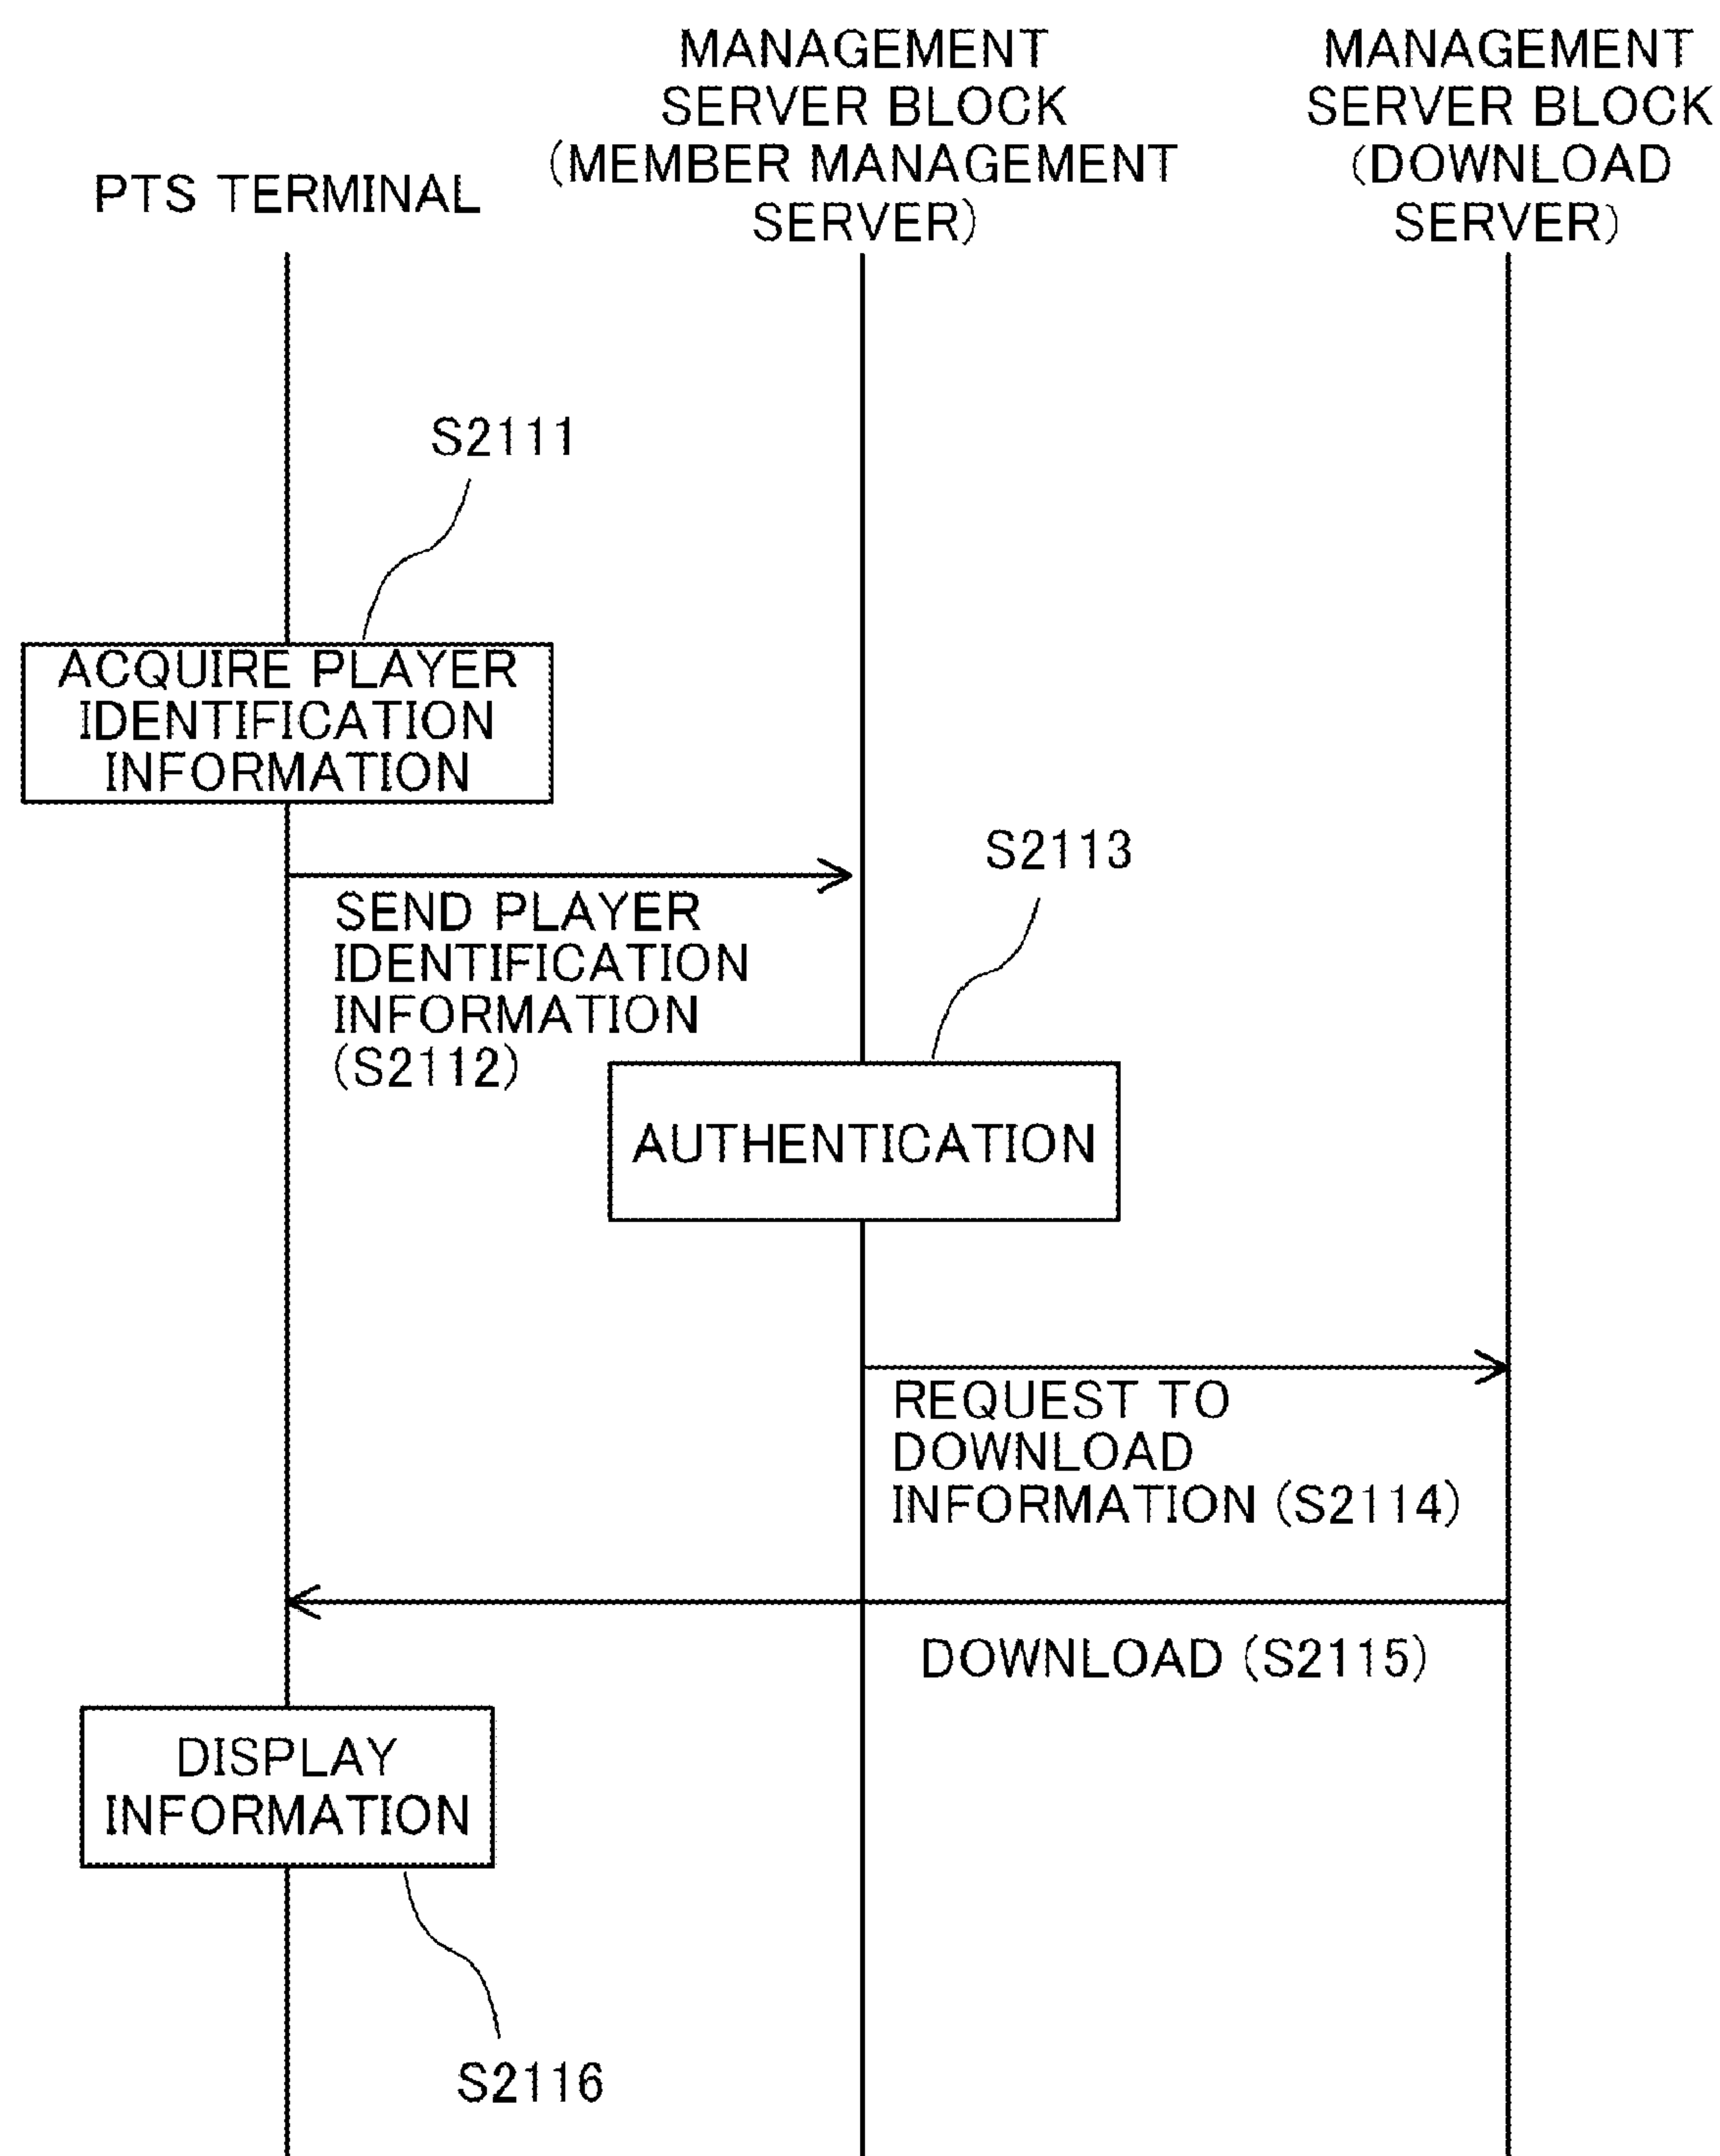 PTS TERMINAL
MANAGEMENT
SERVER BLOCK
(MEMBER MANAGEMENT
SERVER)
MANAGEMENT
SERVER BLOCK
(DOWNLOAD
SERVER)
S2111
ACQUIRE PLAYER
IDENTIFICATION
INFORMATION
SEND PLAYER
IDENTIFICATION
INFORMATION
(S2112)
S2113
AUTHENTICATION
REQUEST TO
DOWNLOAD
INFORMATION (S2114)
DOWNLOAD (S2115)
DISPLAY
INFORMATION
S2116